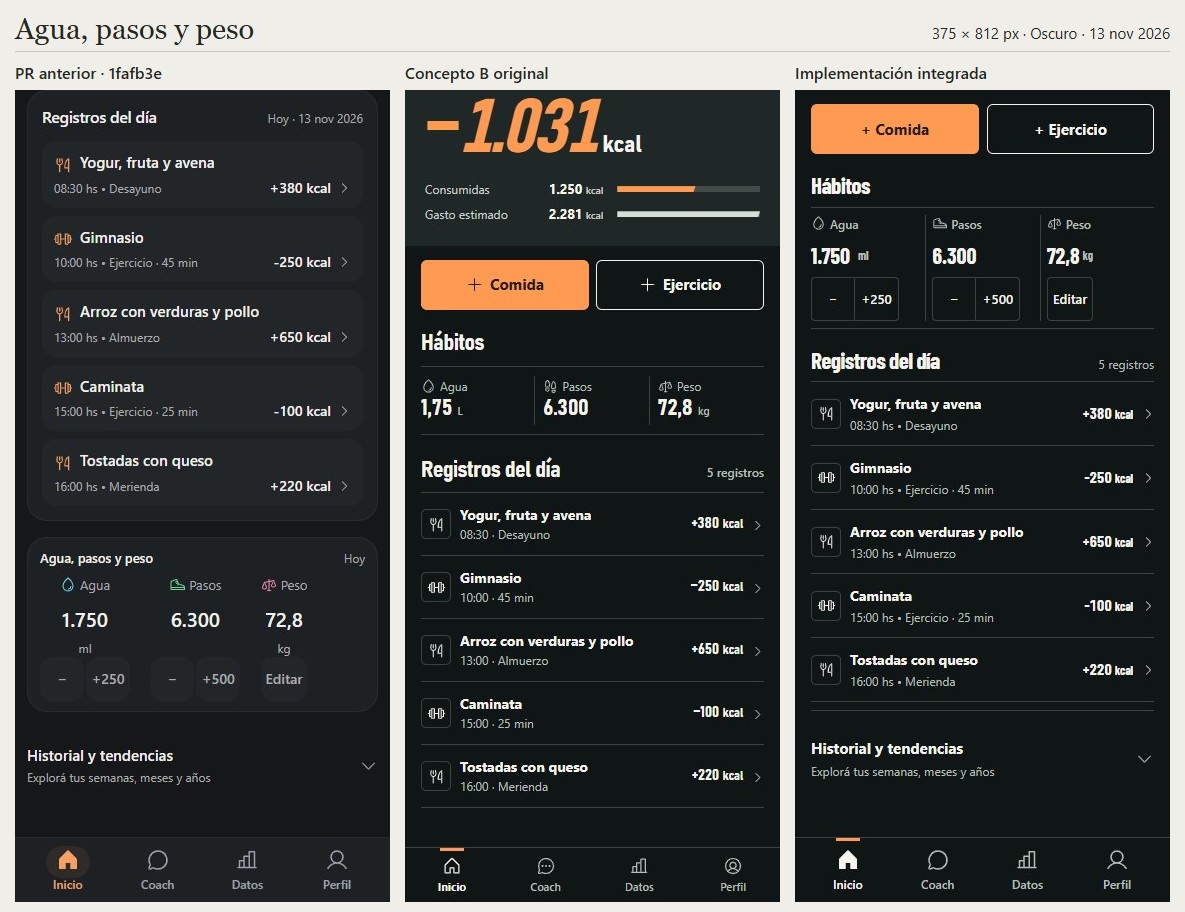 Agua, pasos y peso
375 × 812 px · Oscuro · 13 nov 2026
PR anterior · 1fafb3e
Registros del día
Hoy · 13 nov 2026
Yogur, fruta y avena
08:30 hs • Desayuno
+380 kcal
Gimnasio
10:00 hs • Ejercicio · 45 min
-250 kcal
Arroz con verduras y pollo
13:00 hs • Almuerzo
+650 kcal
Caminata
15:00 hs • Ejercicio · 25 min
-100 kcal
Tostadas con queso
16:00 hs • Merienda
+220 kcal
Agua, pasos y peso
Hoy
Agua
Pasos
Peso
1.750
6.300
72,8
ml
kg
−
+250
−
+500
Editar
Historial y tendencias
Explorá tus semanas, meses y años
Inicio
Coach
Datos
Perfil
Concepto B original
−1.031 kcal
Consumidas
1.250 kcal
Gasto estimado
2.281 kcal
+ Comida
+ Ejercicio
Hábitos
Agua
Pasos
Peso
1,75 L
6.300
72,8 kg
Registros del día
5 registros
Yogur, fruta y avena
08:30 · Desayuno
+380 kcal
Gimnasio
10:00 · 45 min
−250 kcal
Arroz con verduras y pollo
13:00 · Almuerzo
+650 kcal
Caminata
15:00 · 25 min
−100 kcal
Tostadas con queso
16:00 · Merienda
+220 kcal
Inicio
Coach
Datos
Perfil
Implementación integrada
+ Comida
+ Ejercicio
Hábitos
Agua
Pasos
Peso
1.750 ml
6.300
72,8 kg
−
+250
−
+500
Editar
Registros del día
5 registros
Yogur, fruta y avena
08:30 hs • Desayuno
+380 kcal
Gimnasio
10:00 hs • Ejercicio · 45 min
-250 kcal
Arroz con verduras y pollo
13:00 hs • Almuerzo
+650 kcal
Caminata
15:00 hs • Ejercicio · 25 min
-100 kcal
Tostadas con queso
16:00 hs • Merienda
+220 kcal
Historial y tendencias
Explorá tus semanas, meses y años
Inicio
Coach
Datos
Perfil